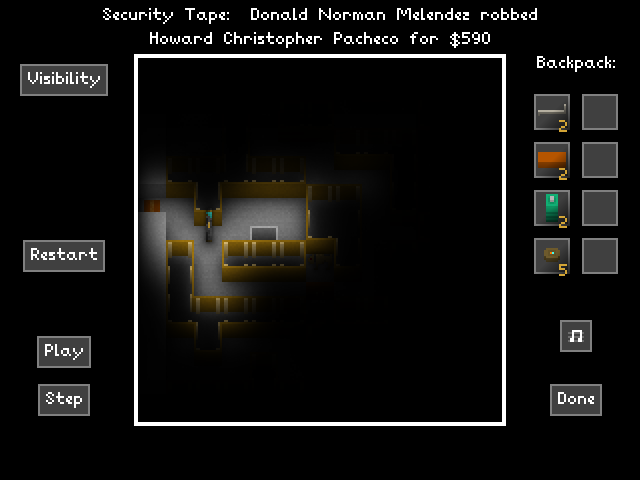 Security Tape: Donald Norman Melendez robbed
Howard Christopher Pacheco for $590
Visibility
Backpack:
2
2
2
5
Restart
Play
Step
Done